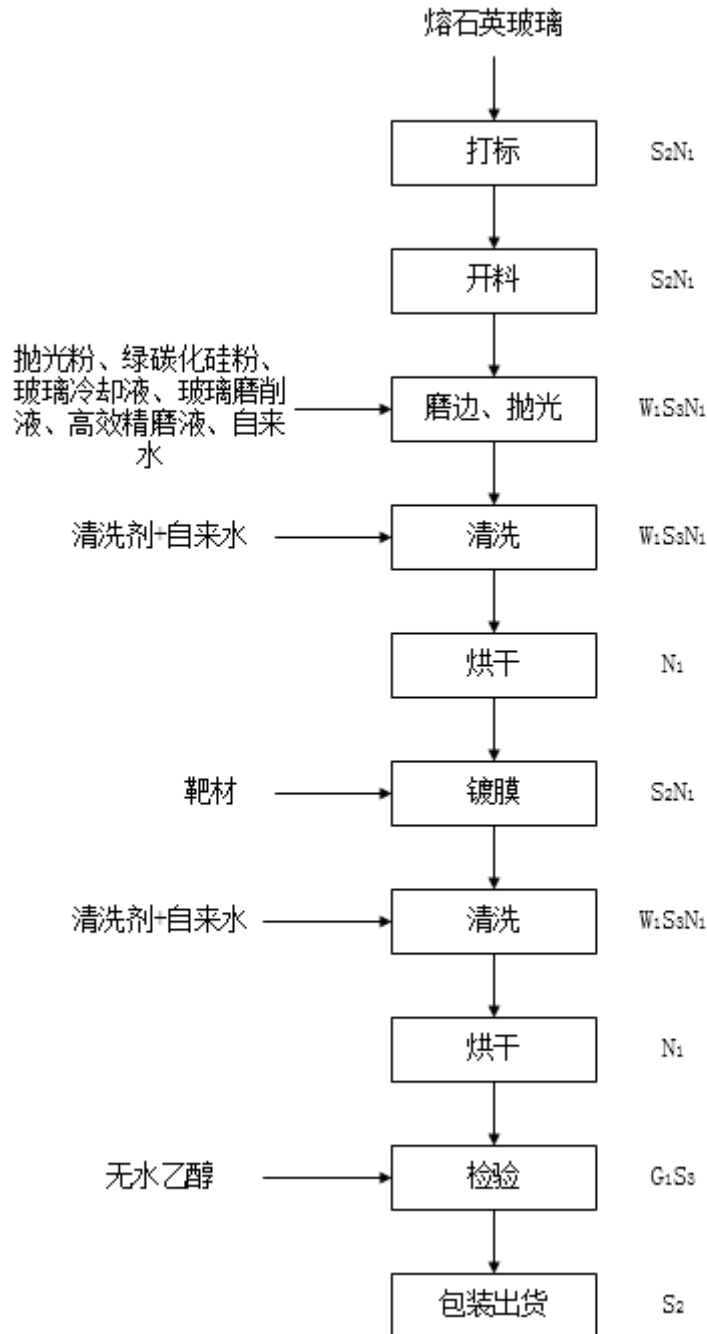 熔石英玻璃
打标
S₂N₁
开料
S₂N₁
抛光粉、绿碳化硅粉、
玻璃冷却液、玻璃磨削
液、高效精磨液、自来
水
磨边、抛光
W₁S₃N₁
清洗剂+自来水
清洗
W₁S₃N₁
烘干
N₁
靶材
镀膜
S₂N₁
清洗剂+自来水
清洗
W₁S₃N₁
烘干
N₁
无水乙醇
检验
G₁S₃
包装出货
S₂